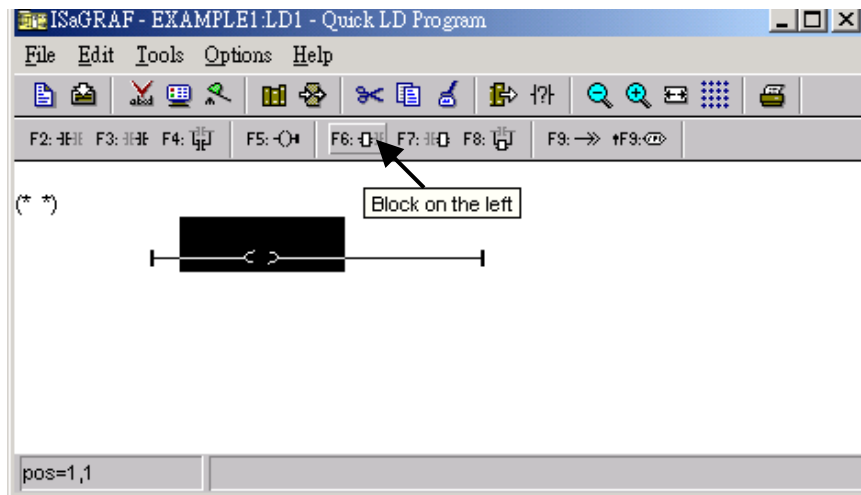 ISaGRAF - EXAMPLE1:LD1 - Quick LD Program
File Edit Tools Options Help
F2: F3: F4: F5: F6: F7: F8: F9: F9:
Block on the left
(* *)
pos=1,1